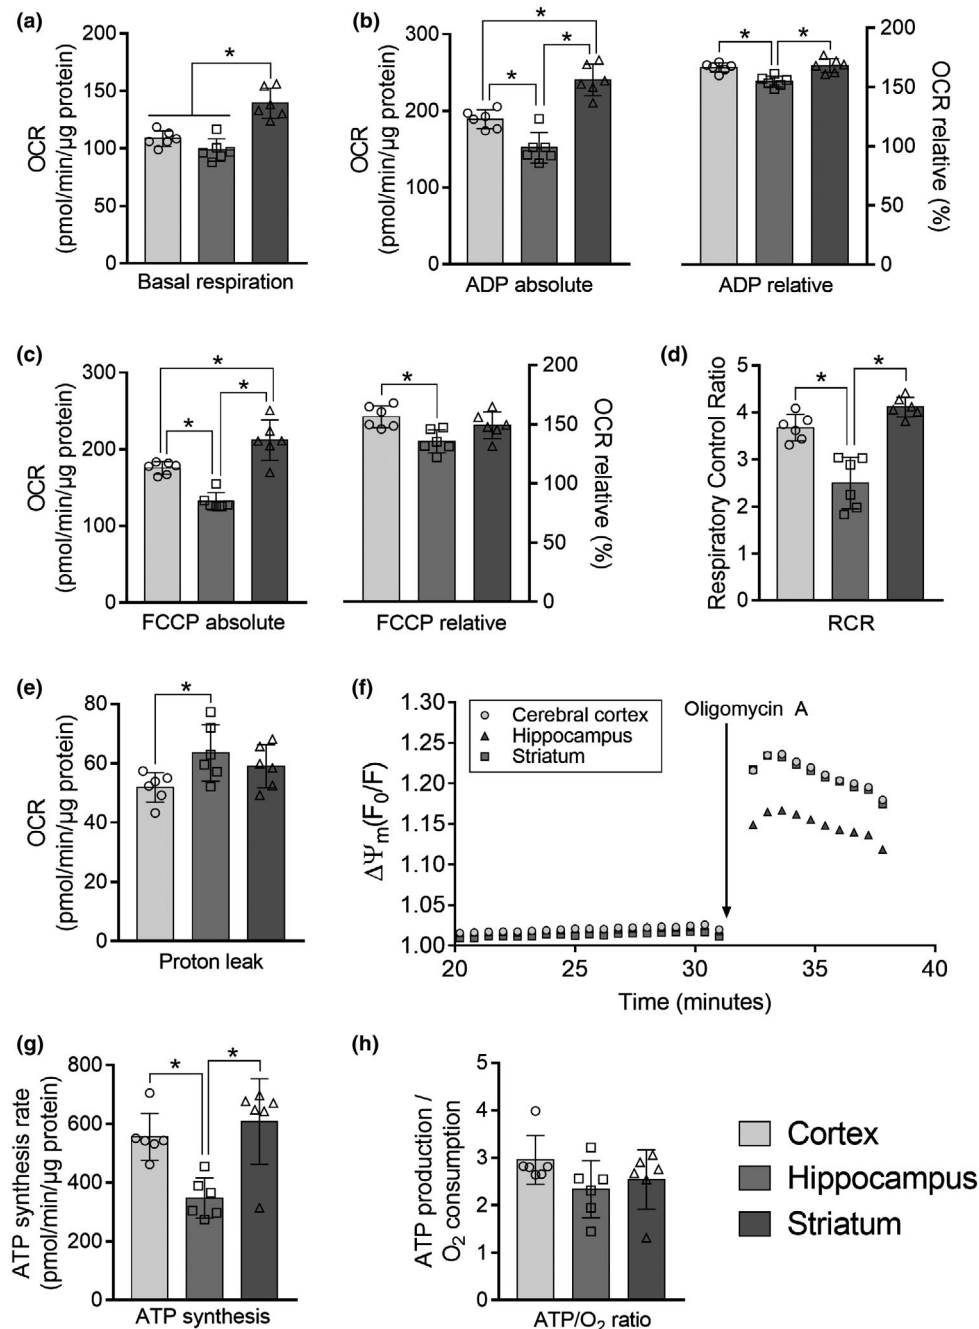 (a)
200
150
100
50
0
OCR
(pmol/min/µg protein)
*
Basal respiration
(b)
300
200
100
0
OCR
(pmol/min/µg protein)
* * *
ADP absolute
* *
200
150
100
50
0
OCR relative (%)
ADP relative
(c)
300
200
100
0
OCR
(pmol/min/µg protein)
* * *
FCCP absolute
*
200
150
100
50
0
OCR relative (%)
FCCP relative
(d)
5
4
3
2
1
0
Respiratory Control Ratio
* *
RCR
(e)
80
60
40
20
0
OCR
(pmol/min/µg protein)
*
Proton leak
(f)
1.30
1.25
1.20
1.15
1.10
1.05
1.00
ΔΨm(F0/F)
Cerebral cortex
Hippocampus
Striatum
Oligomycin A
20 25 30 35 40
Time (minutes)
(g)
800
600
400
200
0
ATP synthesis rate
(pmol/min/µg protein)
* *
ATP synthesis
(h)
5
4
3
2
1
0
ATP production /
O2 consumption
ATP/O2 ratio
Cortex
Hippocampus
Striatum